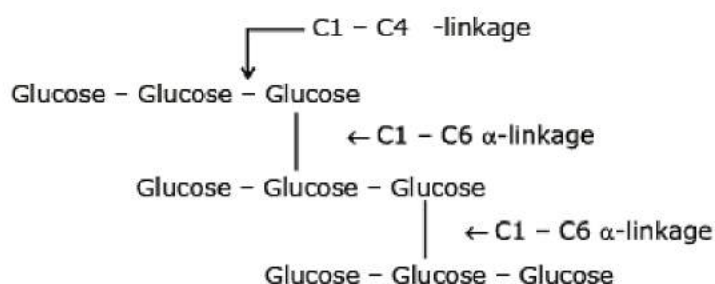 C1 – C4   -linkage
Glucose – Glucose – Glucose
← C1 – C6 α-linkage
Glucose – Glucose – Glucose
← C1 – C6 α-linkage
Glucose – Glucose – Glucose